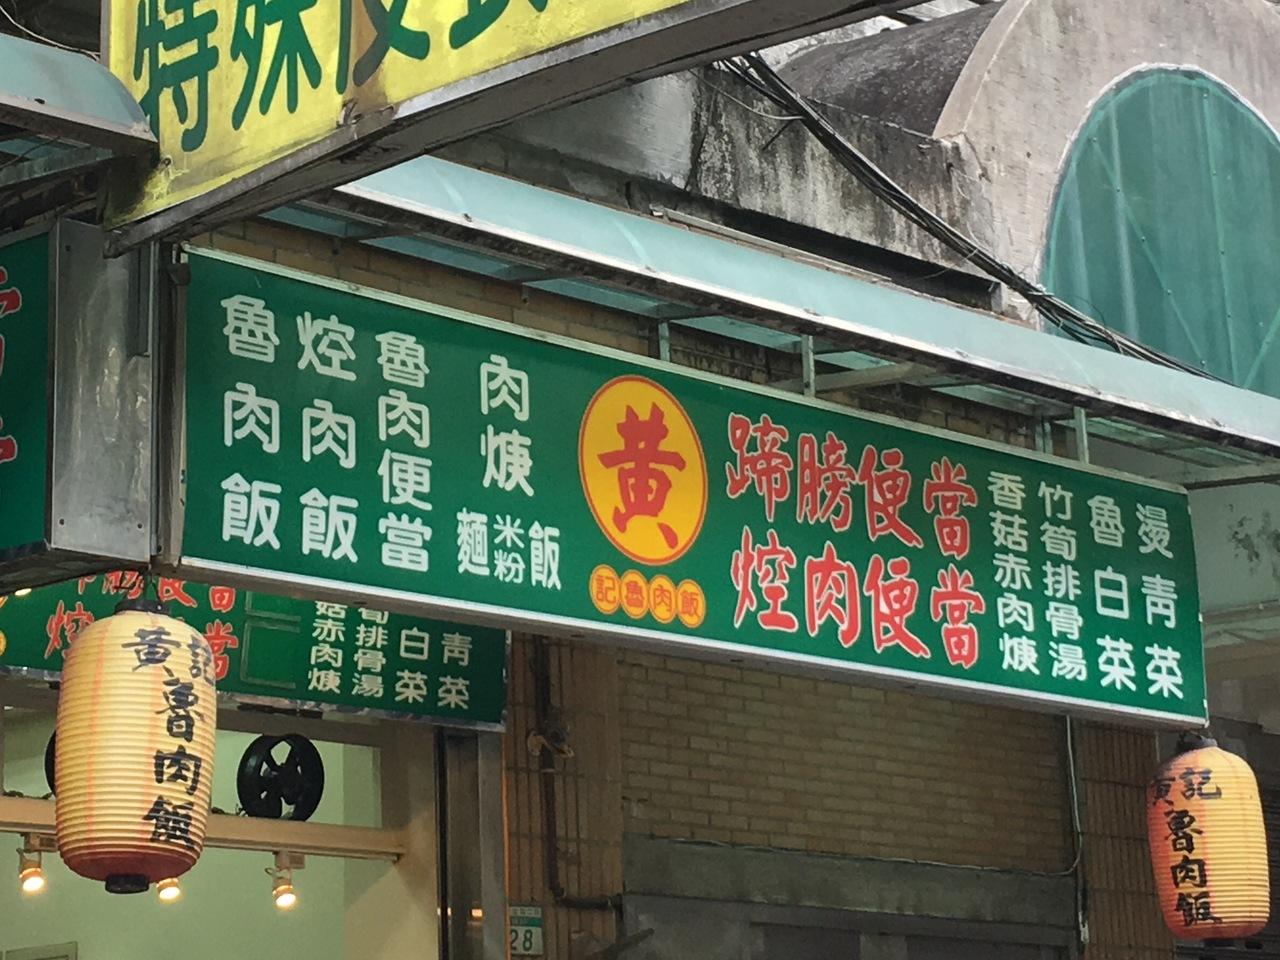 特殊
魯肉飯
焢肉飯
魯肉便當
肉焿
麵米粉飯
黃
記魯肉飯
蹄膀便當
焢肉便當
香菇赤肉焿
竹筍排骨湯
魯白菜
燙青菜
菇赤肉焿
筍排骨湯
白菜
青菜
黃記
魯肉飯
黃記
魯肉飯
28